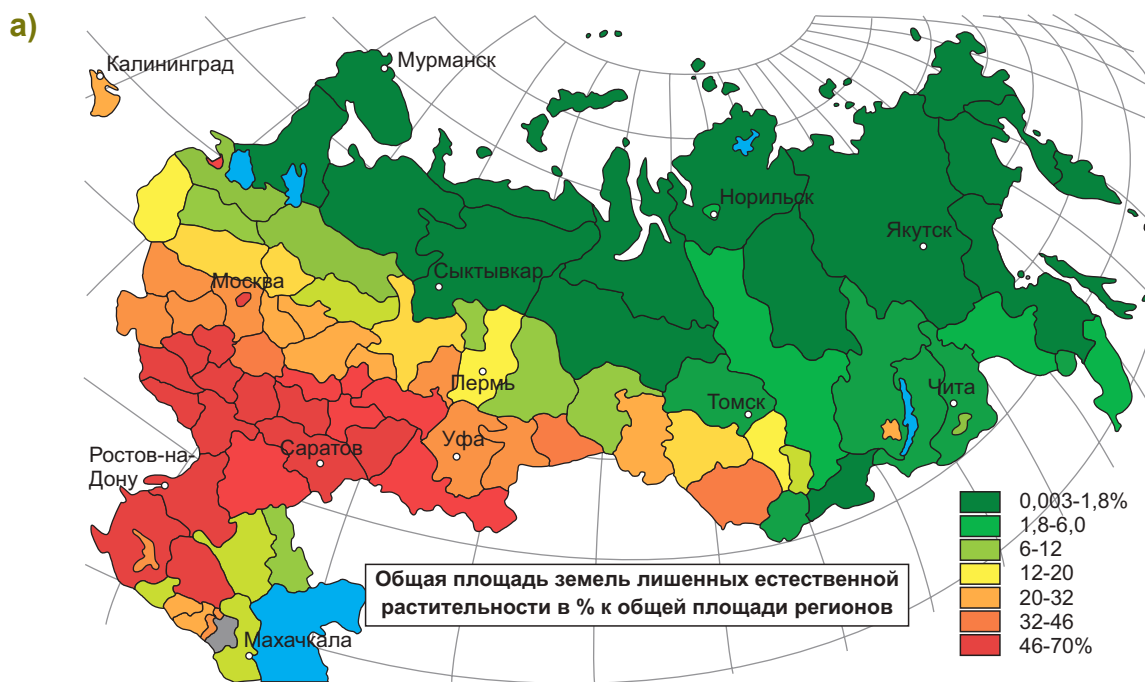 а)
Калининград
Мурманск
Норильск
Якутск
Сыктывкар
Москва
Пермь
Томск
Чита
Уфа
Саратов
Ростов-на-
Дону
Махачкала
Общая площадь земель лишенных естественной
растительности в % к общей площади регионов
0,003-1,8%
1,8-6,0
6-12
12-20
20-32
32-46
46-70%